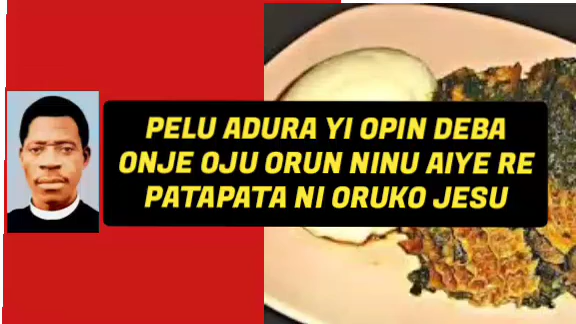 PELU ADURA YI OPIN DEBA
ONJE OJU ORUN NINU AIYE RE
PATAPATA NI ORUKO JESU